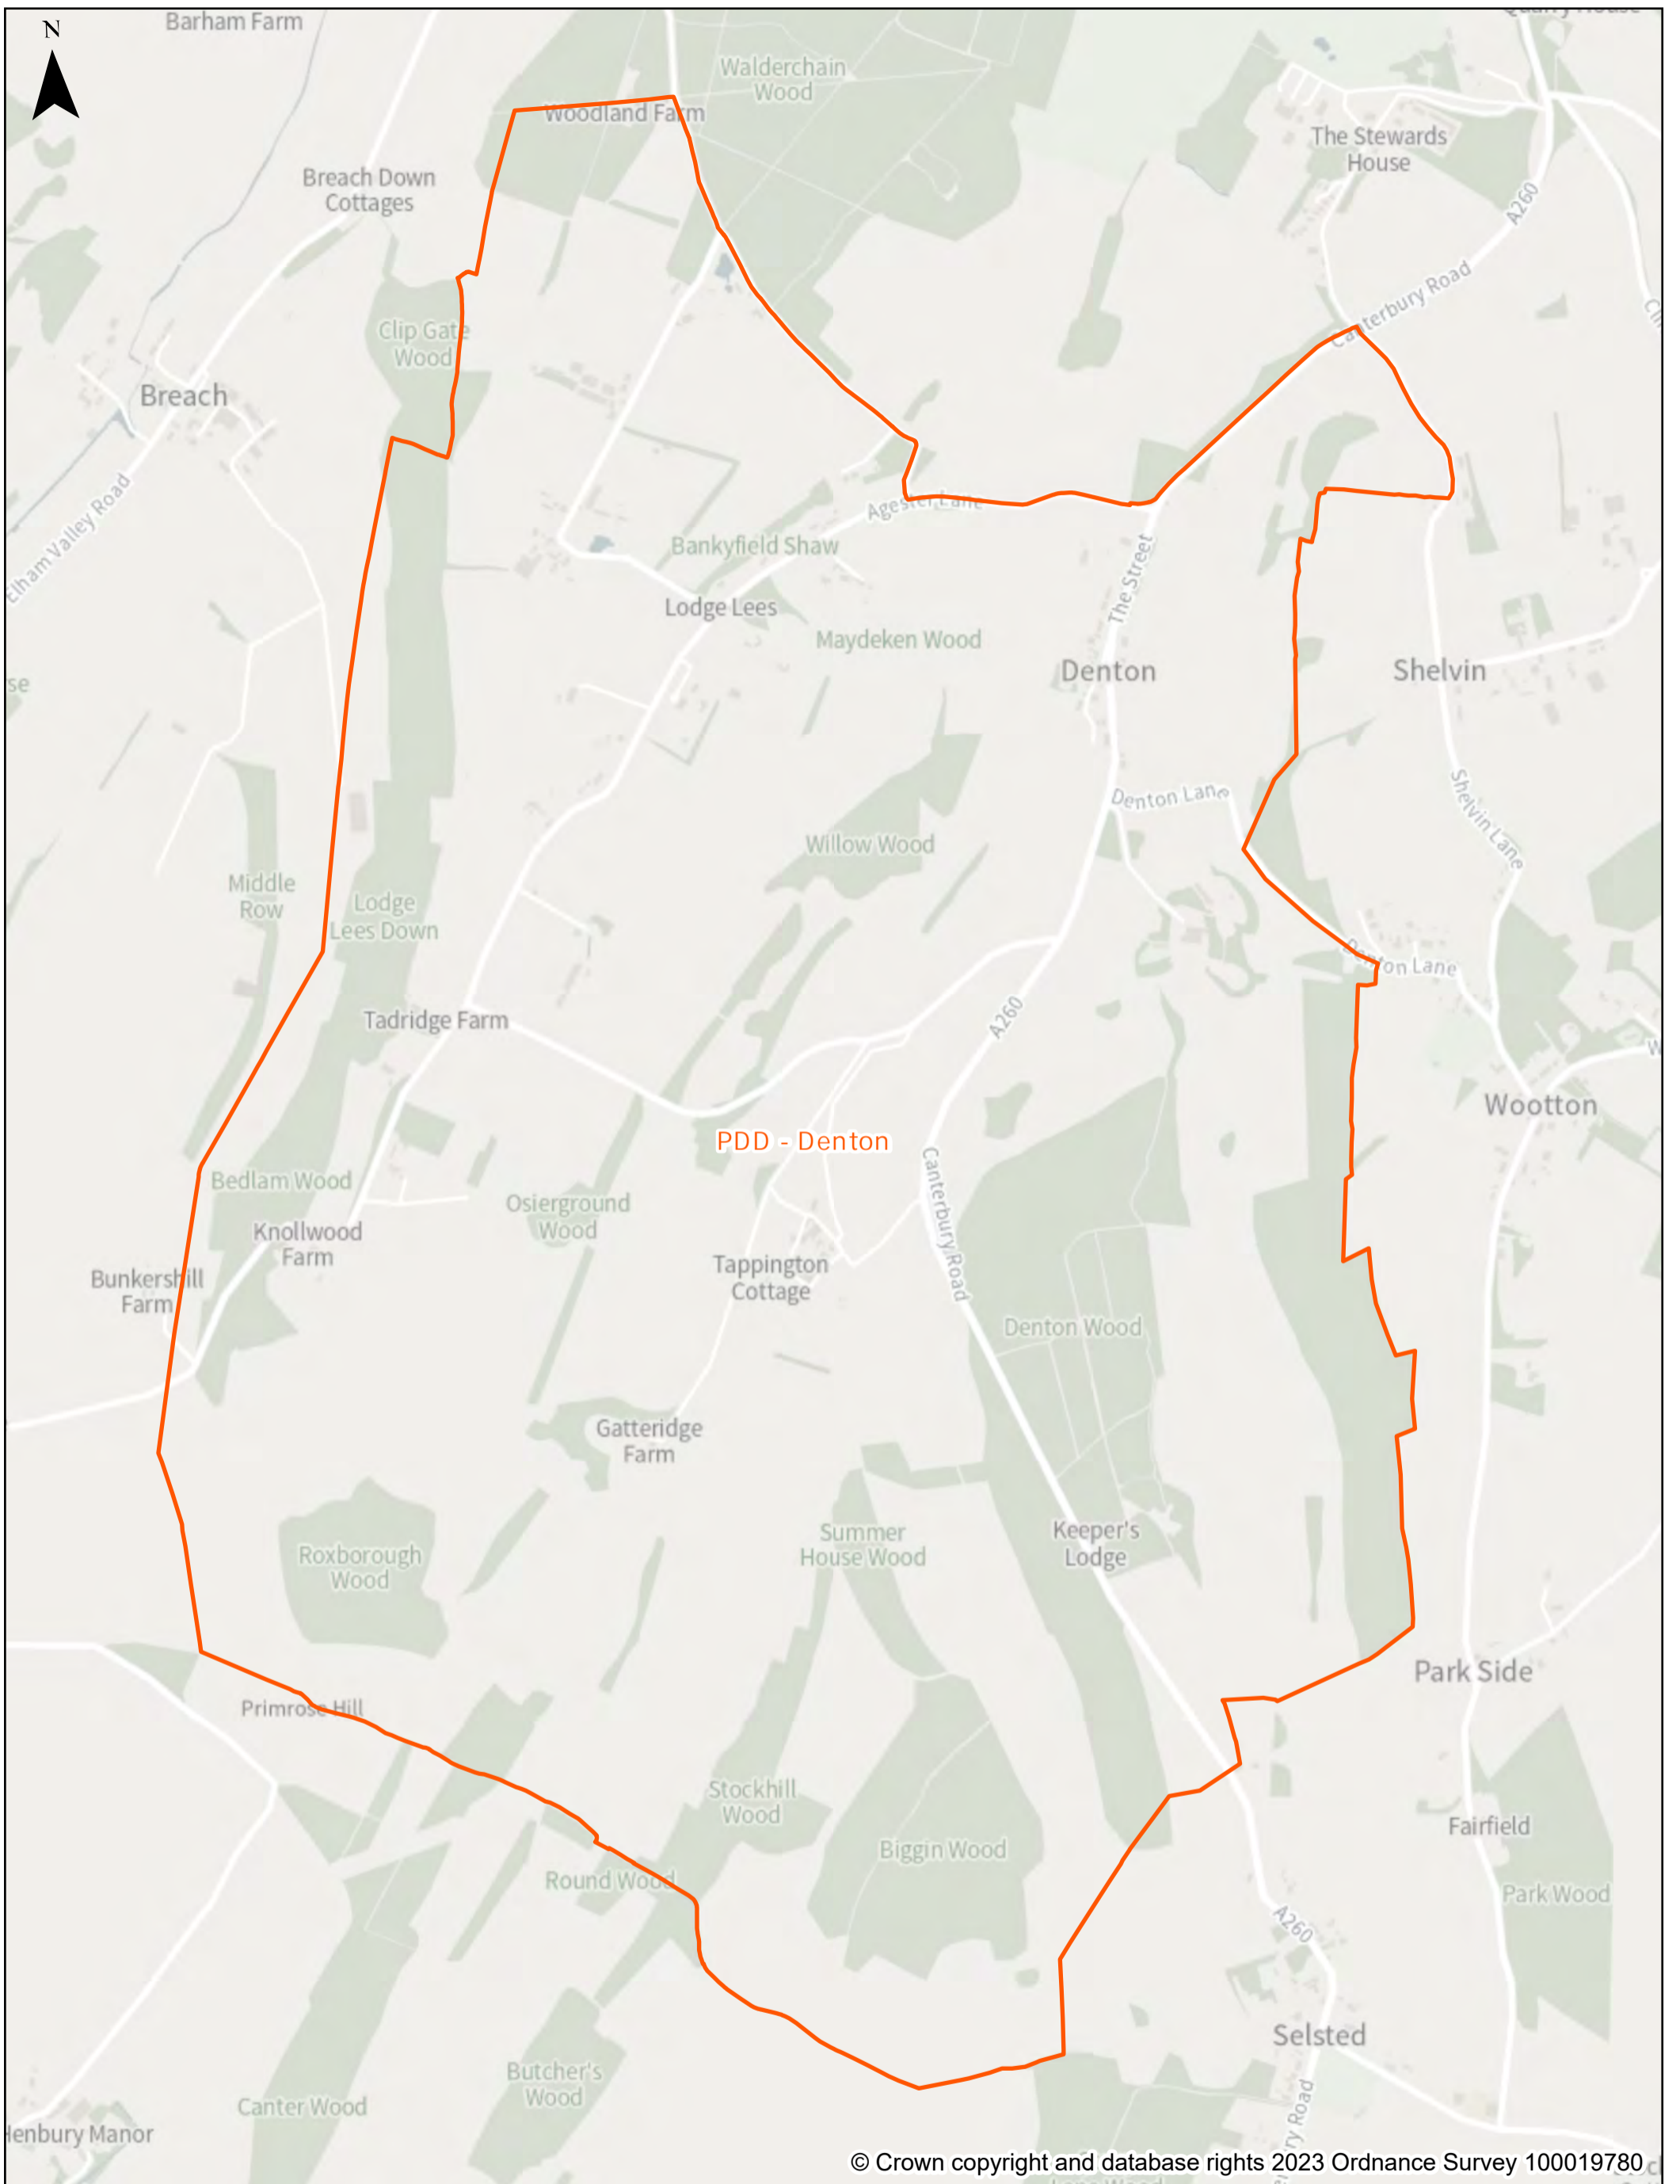 Barham Farm
N
Walderchain
Wood
Woodland Farm
The Stewards
House
A260
Breach Down
Cottages
Canterbury Road
Clip Gate
Wood
Breach
Elham Valley Road
Agester Lane
Bankyfield Shaw
The Street
Lodge Lees
Maydeken Wood
Denton
Shelvin
se
Denton Lane
Shelvin Lane
Willow Wood
Middle
Row
Lodge
Lees Down
Denton Lane
Tadridge Farm
A260
Wootton
PDD - Denton
Bedlam Wood
Osierground
Wood
Canterbury Road
Knollwood
Farm
Tappington
Cottage
Bunkershill
Farm
Denton Wood
Gatteridge
Farm
Summer
House Wood
Keeper's
Lodge
Roxborough
Wood
Park Side
Primrose Hill
Stockhill
Wood
Fairfield
Biggin Wood
Round Wood
Park Wood
A260
Selsted
Butcher's
Wood
Canter Wood
Henbury Manor
ry Road
© Crown copyright and database rights 2023 Ordnance Survey 100019780